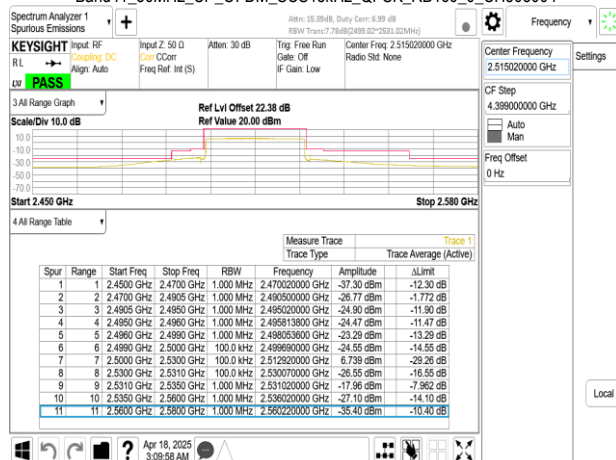 Spectrum Analyzer 1
Spurious Emissions
Attn: 15.39dB, Duty Corr: 6.99 dB
RBW Trans:7.78dB(2499.02~2531.02MHz)
Frequency
Settings
KEYSIGHT
RL
PASS
Input: RF
Coupling: DC
Align: Auto
Input Z: 50 Ω
Corr CCorr
Freq Ref: Int (S)
Atten: 30 dB
Trig: Free Run
Gate: Off
IF Gain: Low
Center Freq: 2.515020000 GHz
Radio Std: None
Center Frequency
2.515020000 GHz
CF Step
4.399000000 GHz
Auto
Man
Freq Offset
0 Hz
3 All Range Graph
Scale/Div 10.0 dB
Ref Lvl Offset 22.38 dB
Ref Value 20.00 dBm
10.0
-10.0
-30.0
-50.0
-70.0
Start 2.450 GHz
Stop 2.580 GHz
4 All Range Table
Measure Trace Trace 1
Trace Type Trace Average (Active)
Spur Range Start Freq Stop Freq RBW Frequency Amplitude ΔLimit
1 1 2.4500 GHz 2.4700 GHz 1.000 MHz 2.470020000 GHz -37.30 dBm -12.30 dB
2 2 2.4700 GHz 2.4905 GHz 1.000 MHz 2.490500000 GHz -26.77 dBm -1.772 dB
3 3 2.4905 GHz 2.4950 GHz 1.000 MHz 2.495020000 GHz -24.90 dBm -11.90 dB
4 4 2.4950 GHz 2.4960 GHz 1.000 MHz 2.495813800 GHz -24.47 dBm -11.47 dB
5 5 2.4960 GHz 2.4990 GHz 1.000 MHz 2.498053600 GHz -23.29 dBm -13.29 dB
6 6 2.4990 GHz 2.5000 GHz 100.0 kHz 2.499690000 GHz -24.55 dBm -14.55 dB
7 7 2.5000 GHz 2.5300 GHz 100.0 kHz 2.512920000 GHz 6.739 dBm -29.26 dB
8 8 2.5300 GHz 2.5310 GHz 100.0 kHz 2.530070000 GHz -26.55 dBm -16.55 dB
9 9 2.5310 GHz 2.5350 GHz 1.000 MHz 2.531020000 GHz -17.96 dBm -7.962 dB
10 10 2.5350 GHz 2.5600 GHz 1.000 MHz 2.536020000 GHz -27.10 dBm -14.10 dB
11 11 2.5600 GHz 2.5800 GHz 1.000 MHz 2.560220000 GHz -35.40 dBm -10.40 dB
Local
?
Apr 18, 2025
3:09:58 AM